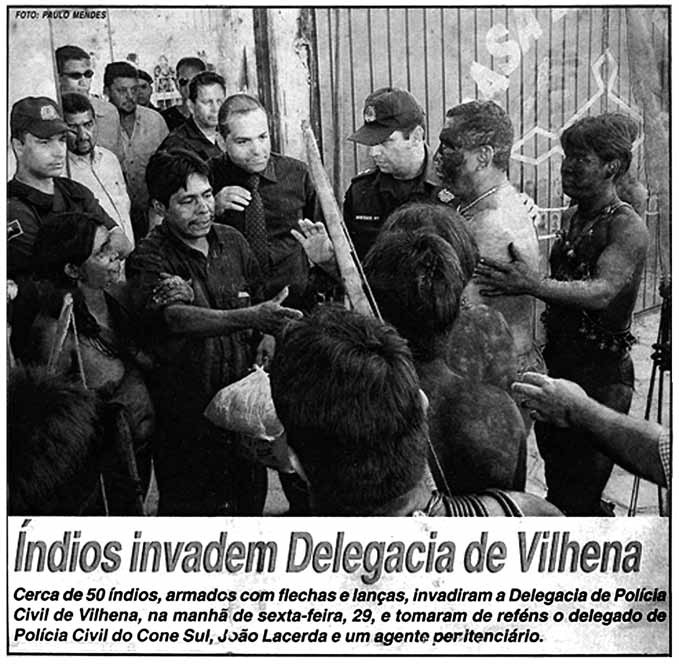 FOTO: PAULO MENDES
Índios invadem Delegacia de Vilhena
Cerca de 50 índios, armados com flechas e lanças, invadiram a Delegacia de Polícia
Civil de Vilhena, na manhã de sexta-feira, 29, e tomaram de reféns o delegado de
Polícia Civil do Cone Sul, João Lacerda e um agente penitenciário.